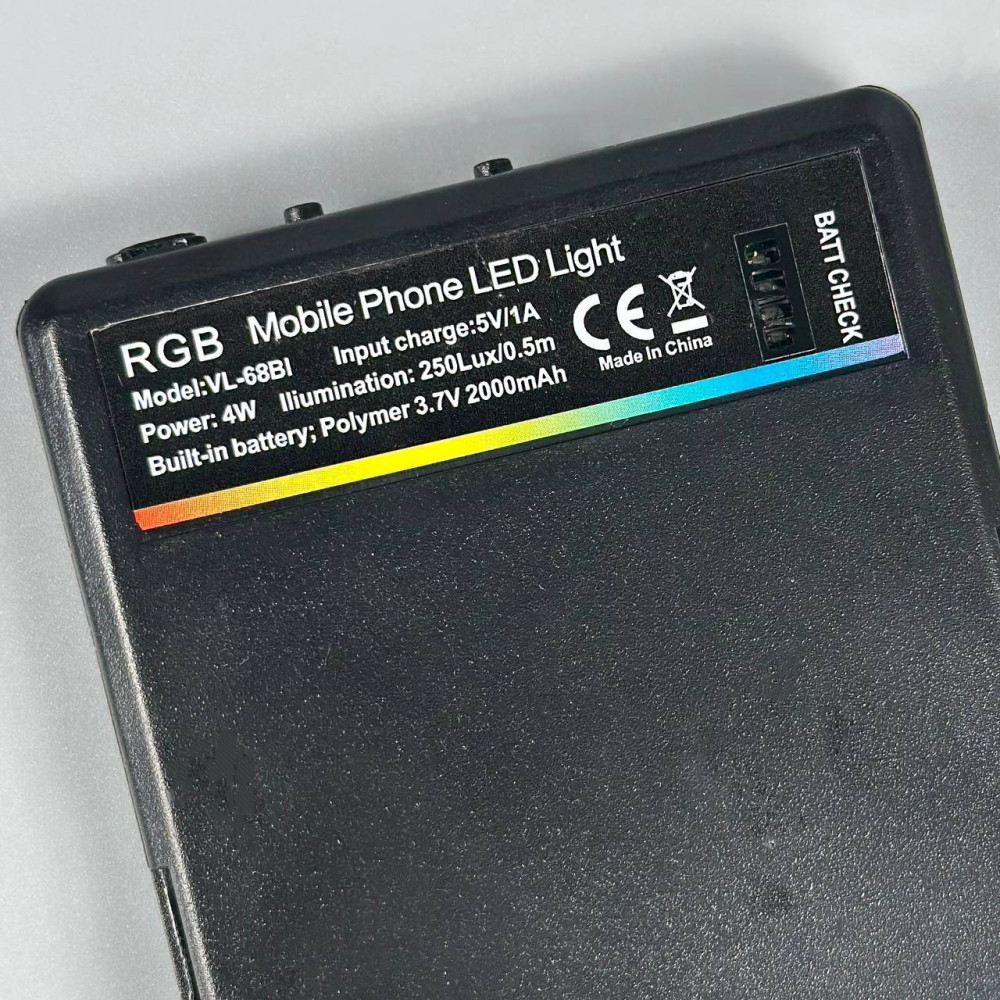 RGB Mobile Phone LED Light
Model:VL-68BI Input charge:5V/1A
Power: 4W Iliumination: 250Lux/0.5m
Built-in battery; Polymer 3.7V 2000mAh
CE
Made In China
BATT CHECK